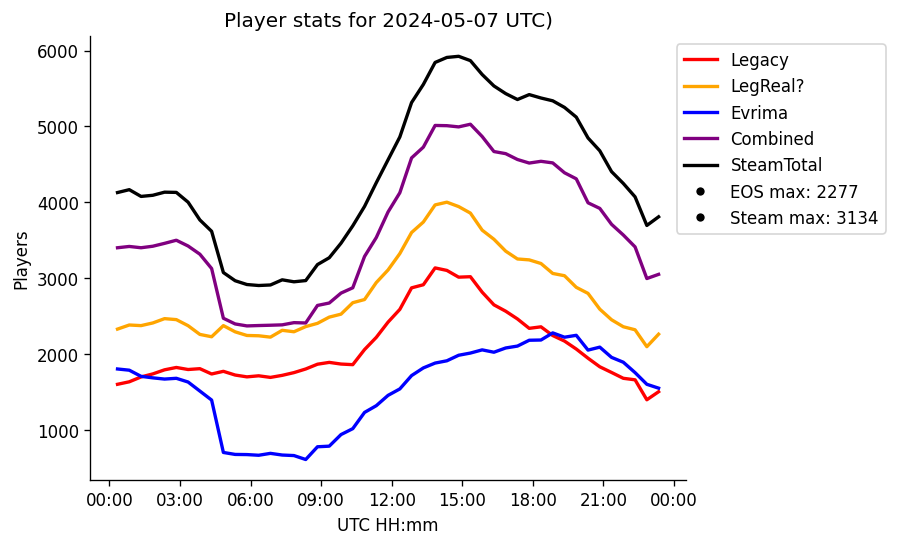 Player stats for 2024-05-07 UTC)
6000
5000
4000
3000
2000
1000
Players
00:00 03:00 06:00 09:00 12:00 15:00 18:00 21:00 00:00
UTC HH:mm
Legacy
LegReal?
Evrima
Combined
SteamTotal
EOS max: 2277
Steam max: 3134